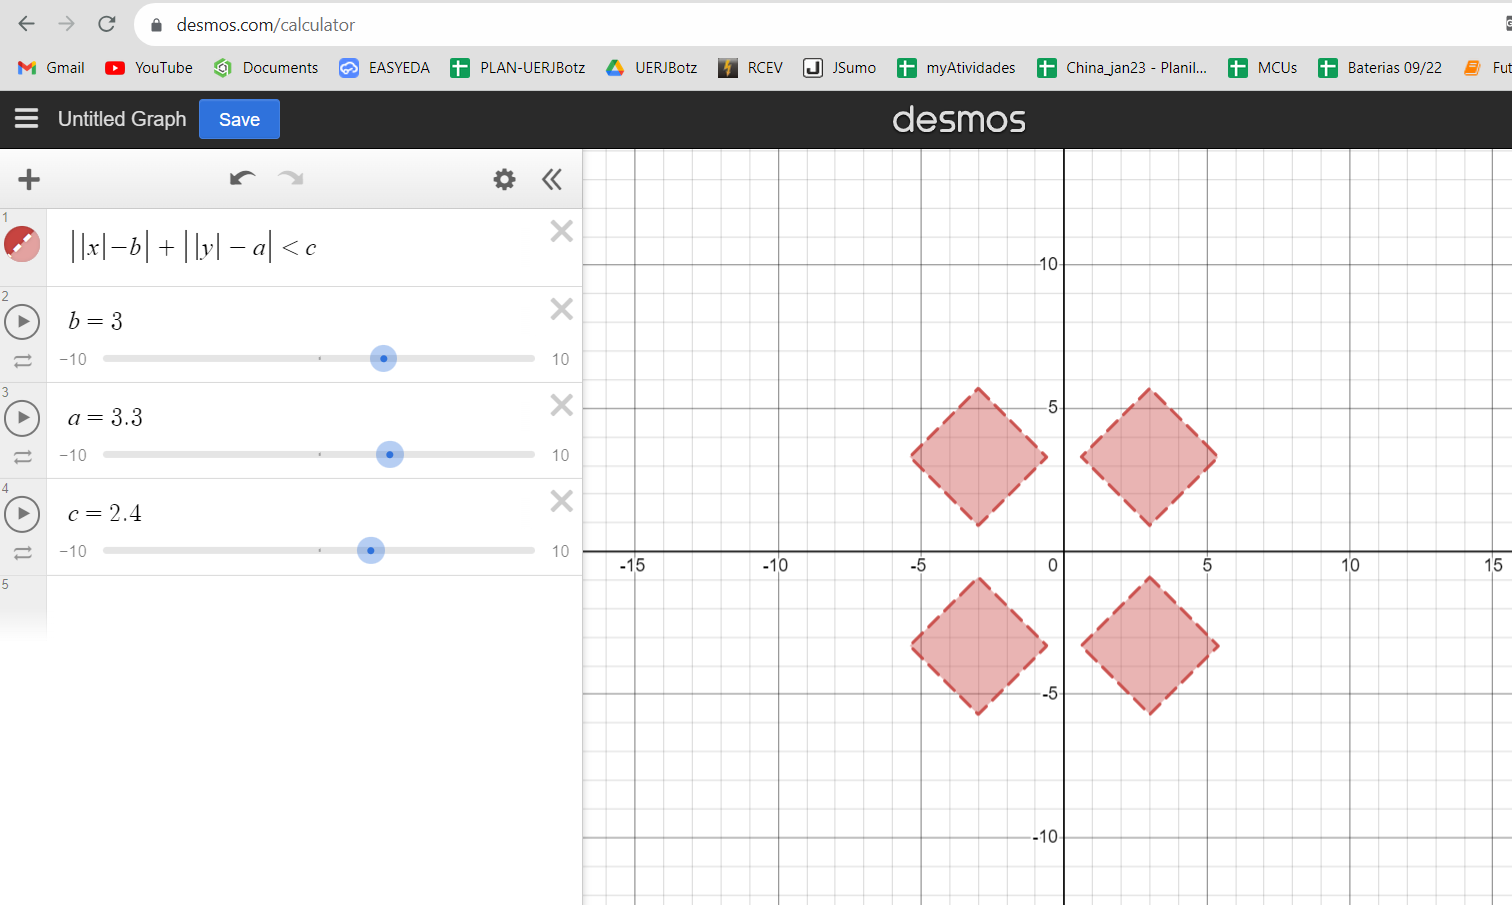 desmos.com/calculator
Gmail YouTube Documents EASYEDA PLAN-UERJBotz UERJBotz RCEV JSumo myAtividades China_jan23 - Planil... MCUs Baterias 09/22 Fut
Untitled Graph Save desmos
1
||x|−b| + ||y| − a| < c
2
b = 3
−10 10
3
a = 3.3
−10 10
4
c = 2.4
−10 10
5
10
5
-15 -10 -5 0 5 10 15
-5
-10